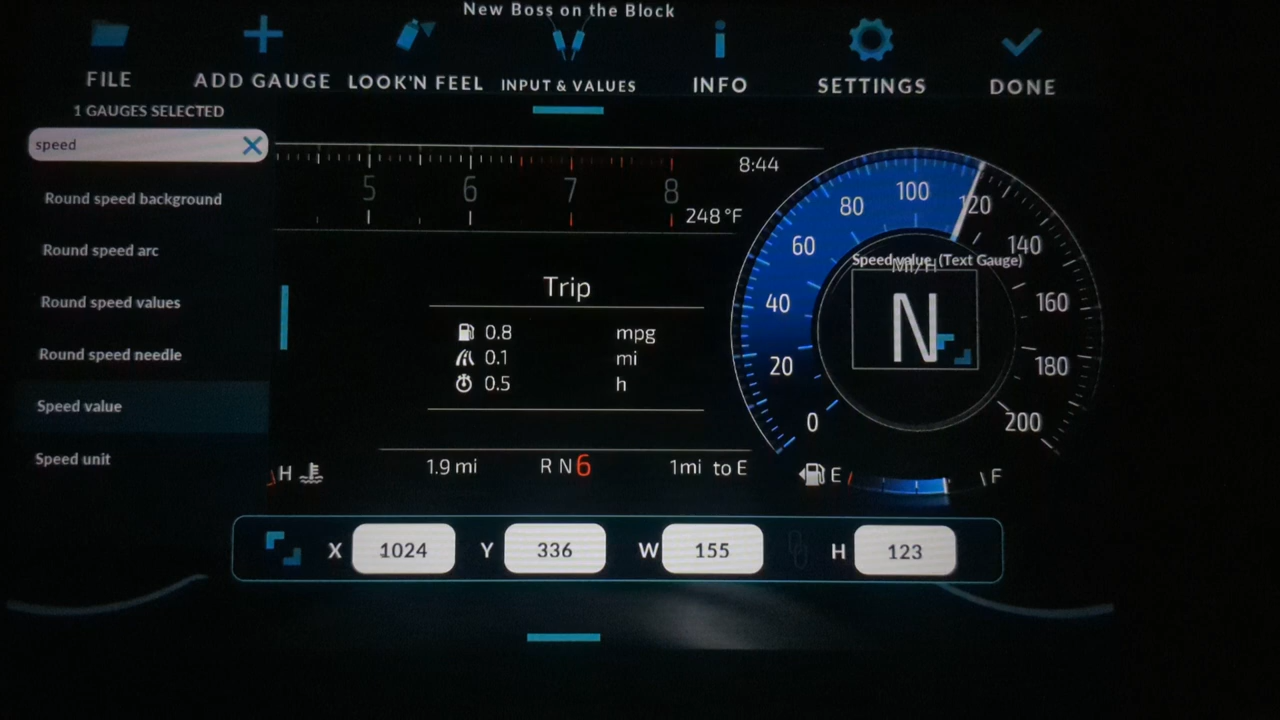 New Boss on the Block
FILE
ADD GAUGE
LOOK'N FEEL
INPUT & VALUES
INFO
SETTINGS
DONE
1 GAUGES SELECTED
speed
Round speed background
Round speed arc
Round speed values
Round speed needle
Speed value
Speed unit
5 6 7 8
8:44
248 °F
Trip
0.8 mpg
0.1 mi
0.5 h
H
1.9 mi
R N 6
1mi to E
0 20 40 60 80 100 120 140 160 180 200
Speed value (Text Gauge)
MI/H
N
E F
X 1024 Y 336 W 155 H 123